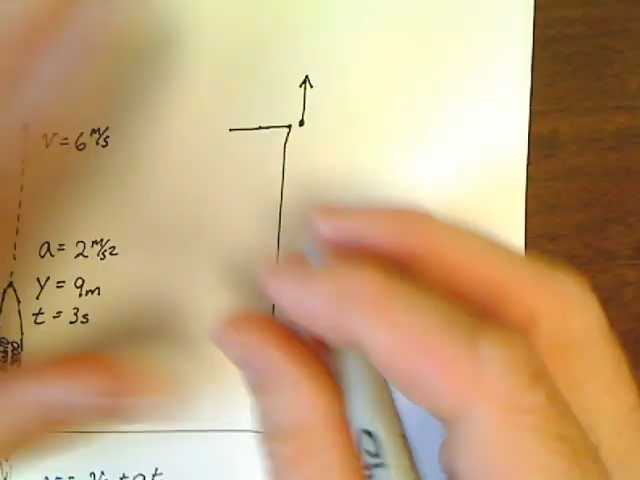 v = 6 m/s
a = 2 m/s2
y = 9m
t = 3s